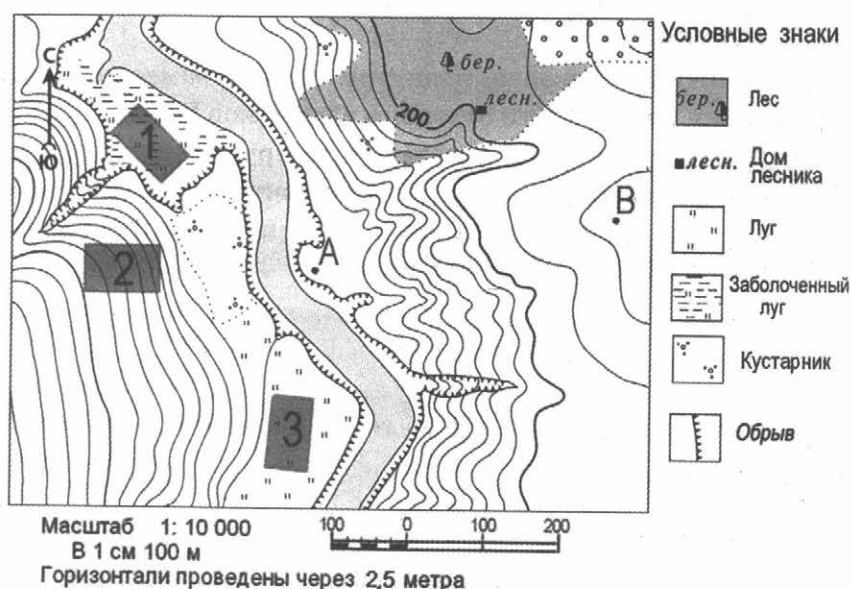 Условные знаки
бер.
Лес
лесн.
Дом
лесника
Луг
Заболоченный
луг
Кустарник
Обрыв
С
Ю
бер.
лесн.
200
1
2
3
А
В
Масштаб 1: 10 000
В 1 см 100 м
100 0 100 200
Горизонтали проведены через 2,5 метра